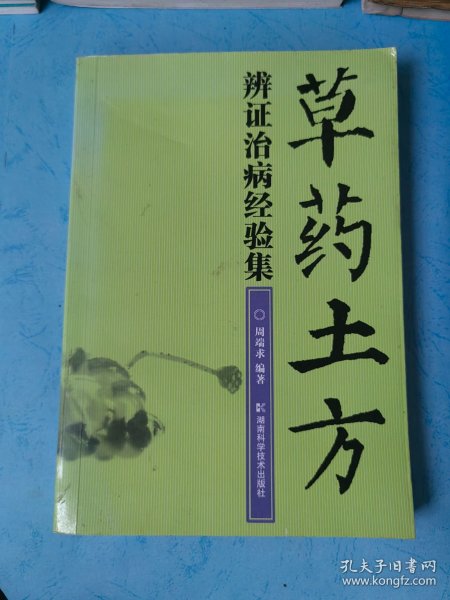 草药土方
辨证治病经验集
周端求 编著
湖南科学技术出版社
孔夫子旧书网
www.kongfz.com